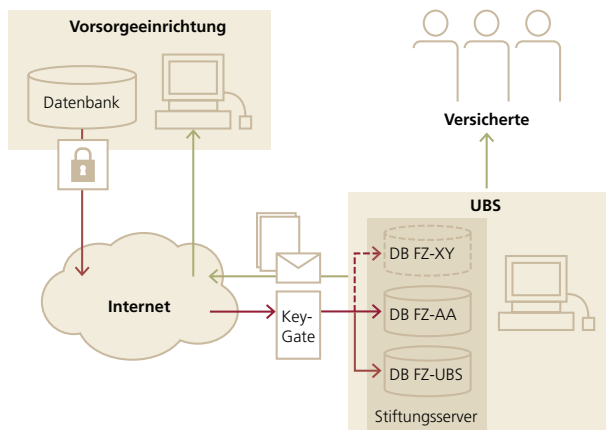 Vorsorgeeinrichtung
Datenbank
Versicherte
UBS
DB FZ-XY
Internet
Key-
Gate
DB FZ-AA
DB FZ-UBS
Stiftungsserver